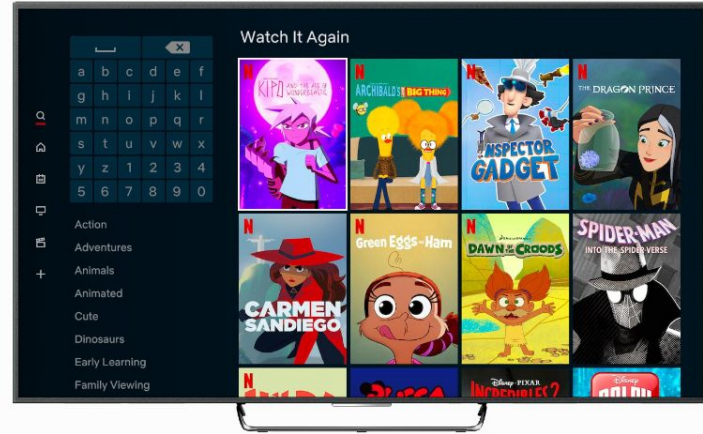 Watch It Again
a b c d e f
g h i j k l
m n o p q r
s t u v w x
y z 1 2 3 4
5 6 7 8 9 0
Action
Adventures
Animals
Animated
Cute
Dinosaurs
Early Learning
Family Viewing
N
KIPO AND THE AGE OF
WONDERBEASTS
N
ARCHIBALD'S NEXT BIG THING
N
INSPECTOR
GADGET
N
THE DRAGON PRINCE
N
CARMEN
SANDIEGO
N
Green Eggs and Ham
N
DAWN OF THE CROODS
SPIDER-MAN
INTO THE SPIDER-VERSE
N
Disney·PIXAR
INCREDIBLES 2
Disney